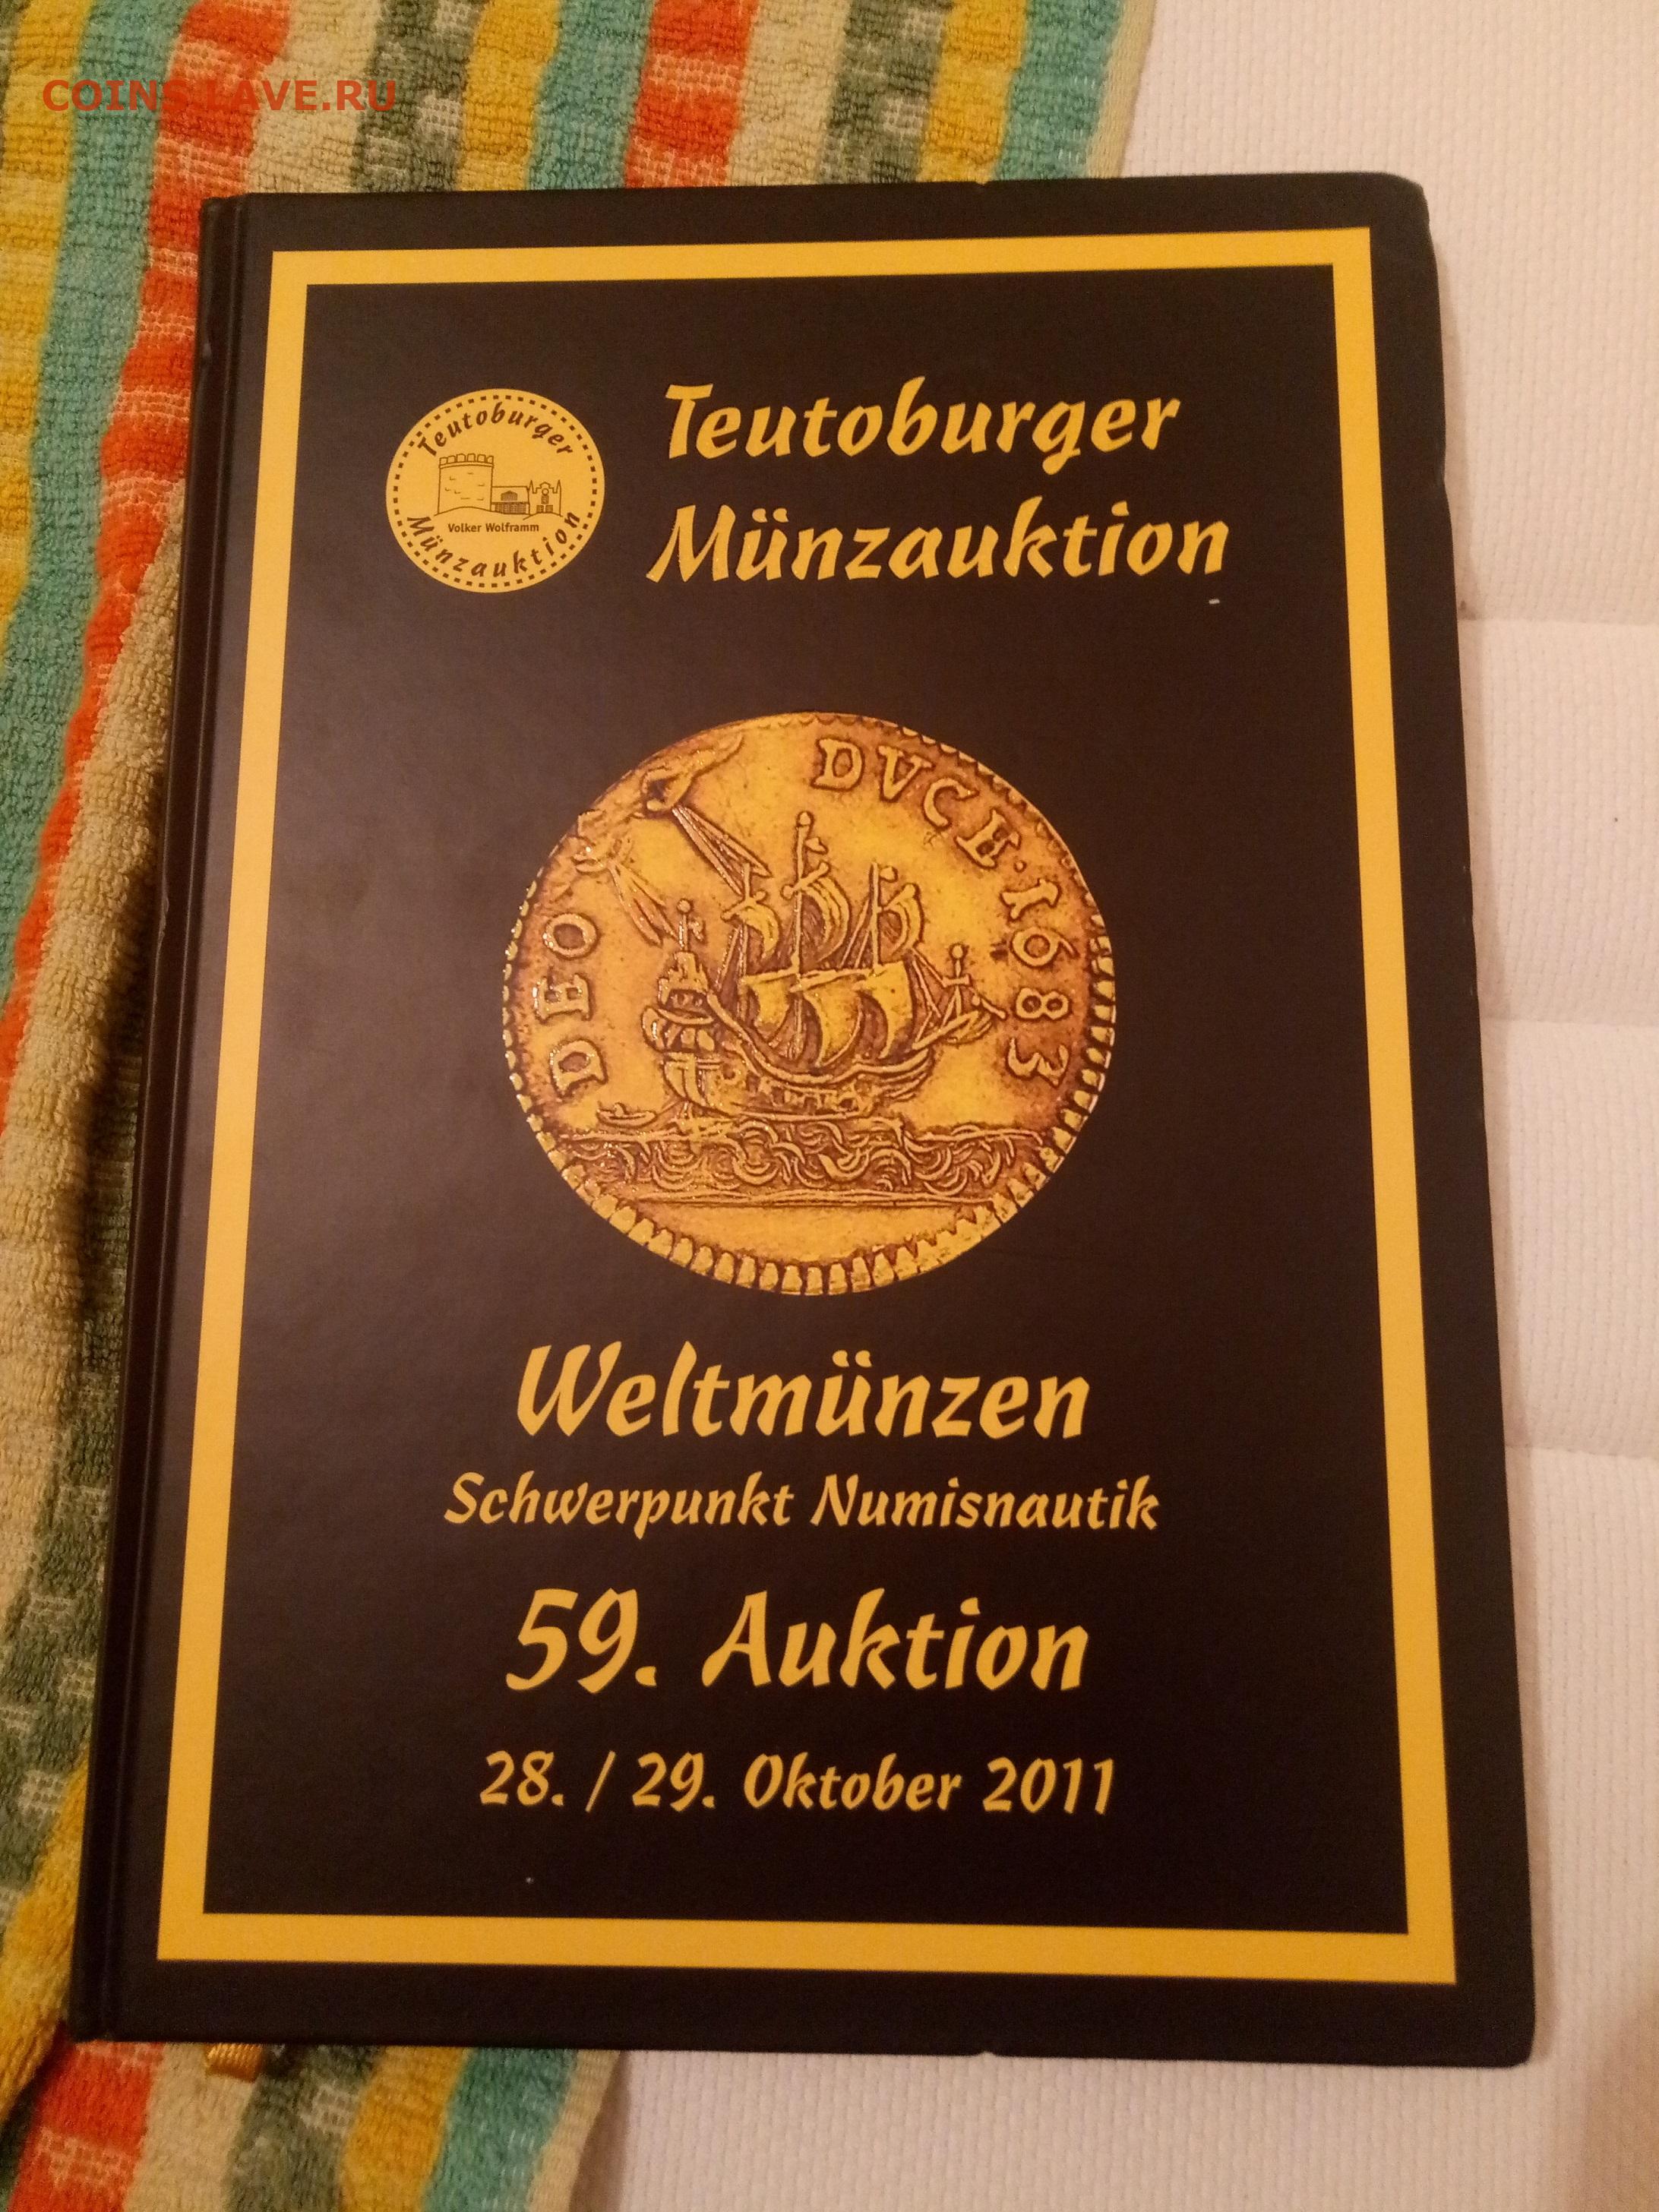 COINS.LAVE.RU
Teutoburger
Volker Wolframm
Münzauktion
Teutoburger
Münzauktion
DEO DVCE · 1683
Weltmünzen
Schwerpunkt Numisnautik
59. Auktion
28. / 29. Oktober 2011